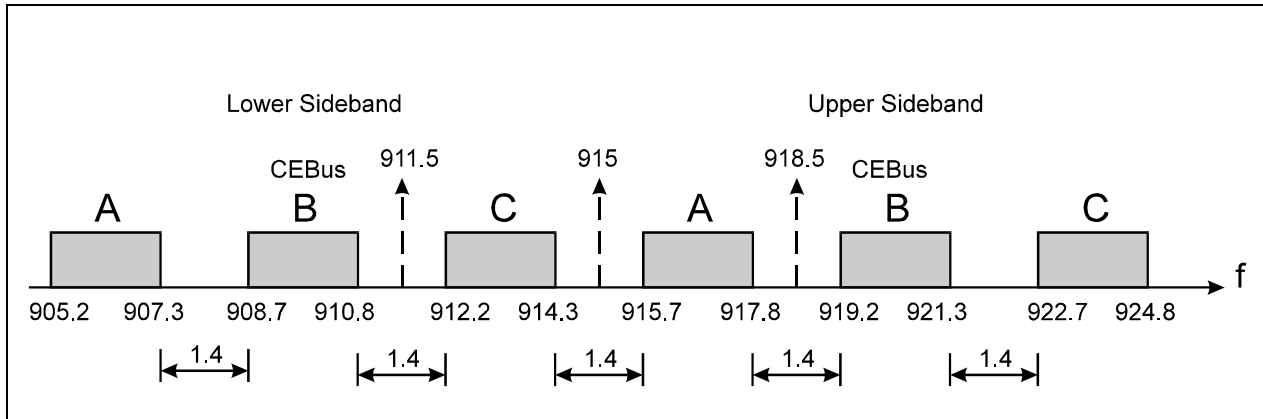 Lower Sideband Upper Sideband
CEBus 911.5 915 918.5 CEBus
A B C A B C
f
905.2 907.3 908.7 910.8 912.2 914.3 915.7 917.8 919.2 921.3 922.7 924.8
1.4 1.4 1.4 1.4 1.4